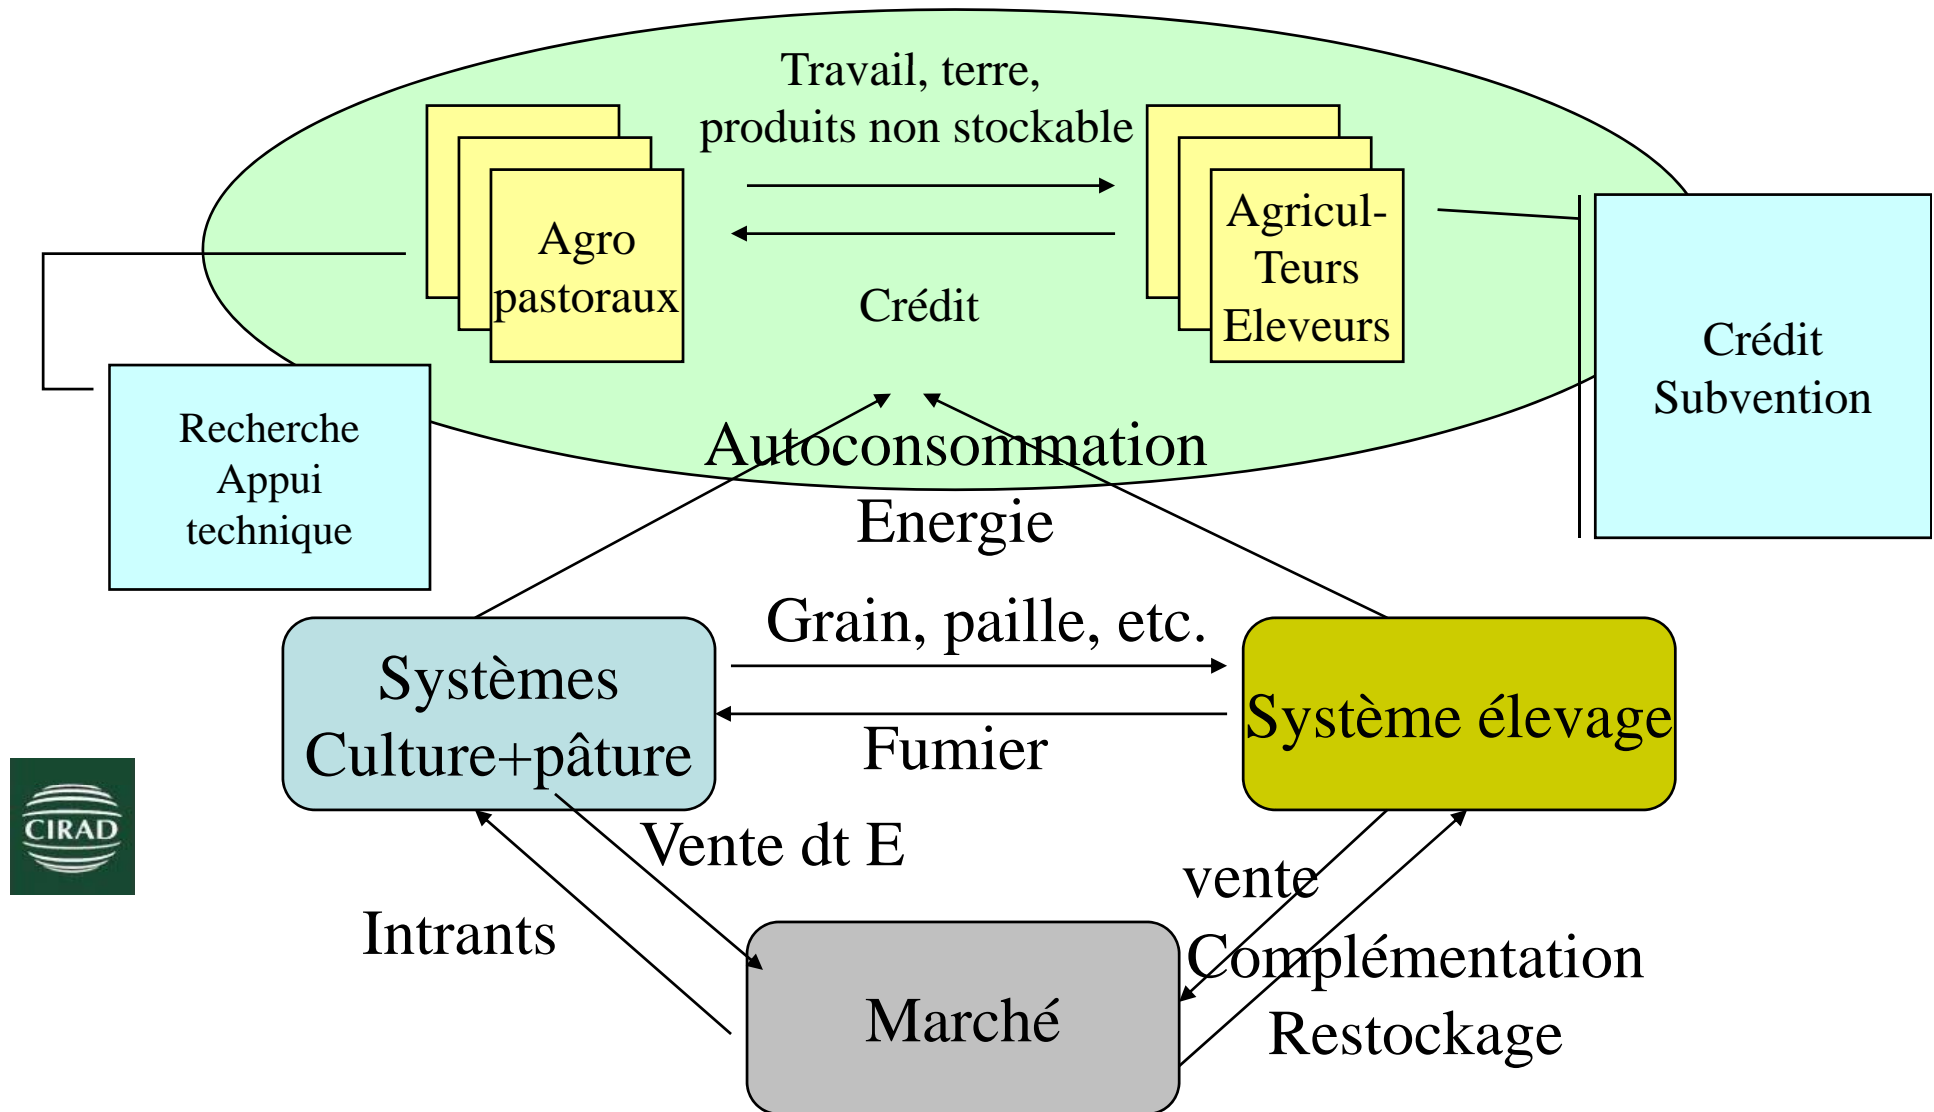 Travail, terre,
produits non stockable
Agro
pastoraux
Agricul-
Teurs
Eleveurs
Crédit
Crédit
Subvention
Recherche
Appui
technique
Autoconsommation
Energie
Grain, paille, etc.
Systèmes
Culture+pâture
Système élevage
Fumier
CIRAD
Vente dt E
vente
Intrants
Complémentation
Restockage
Marché